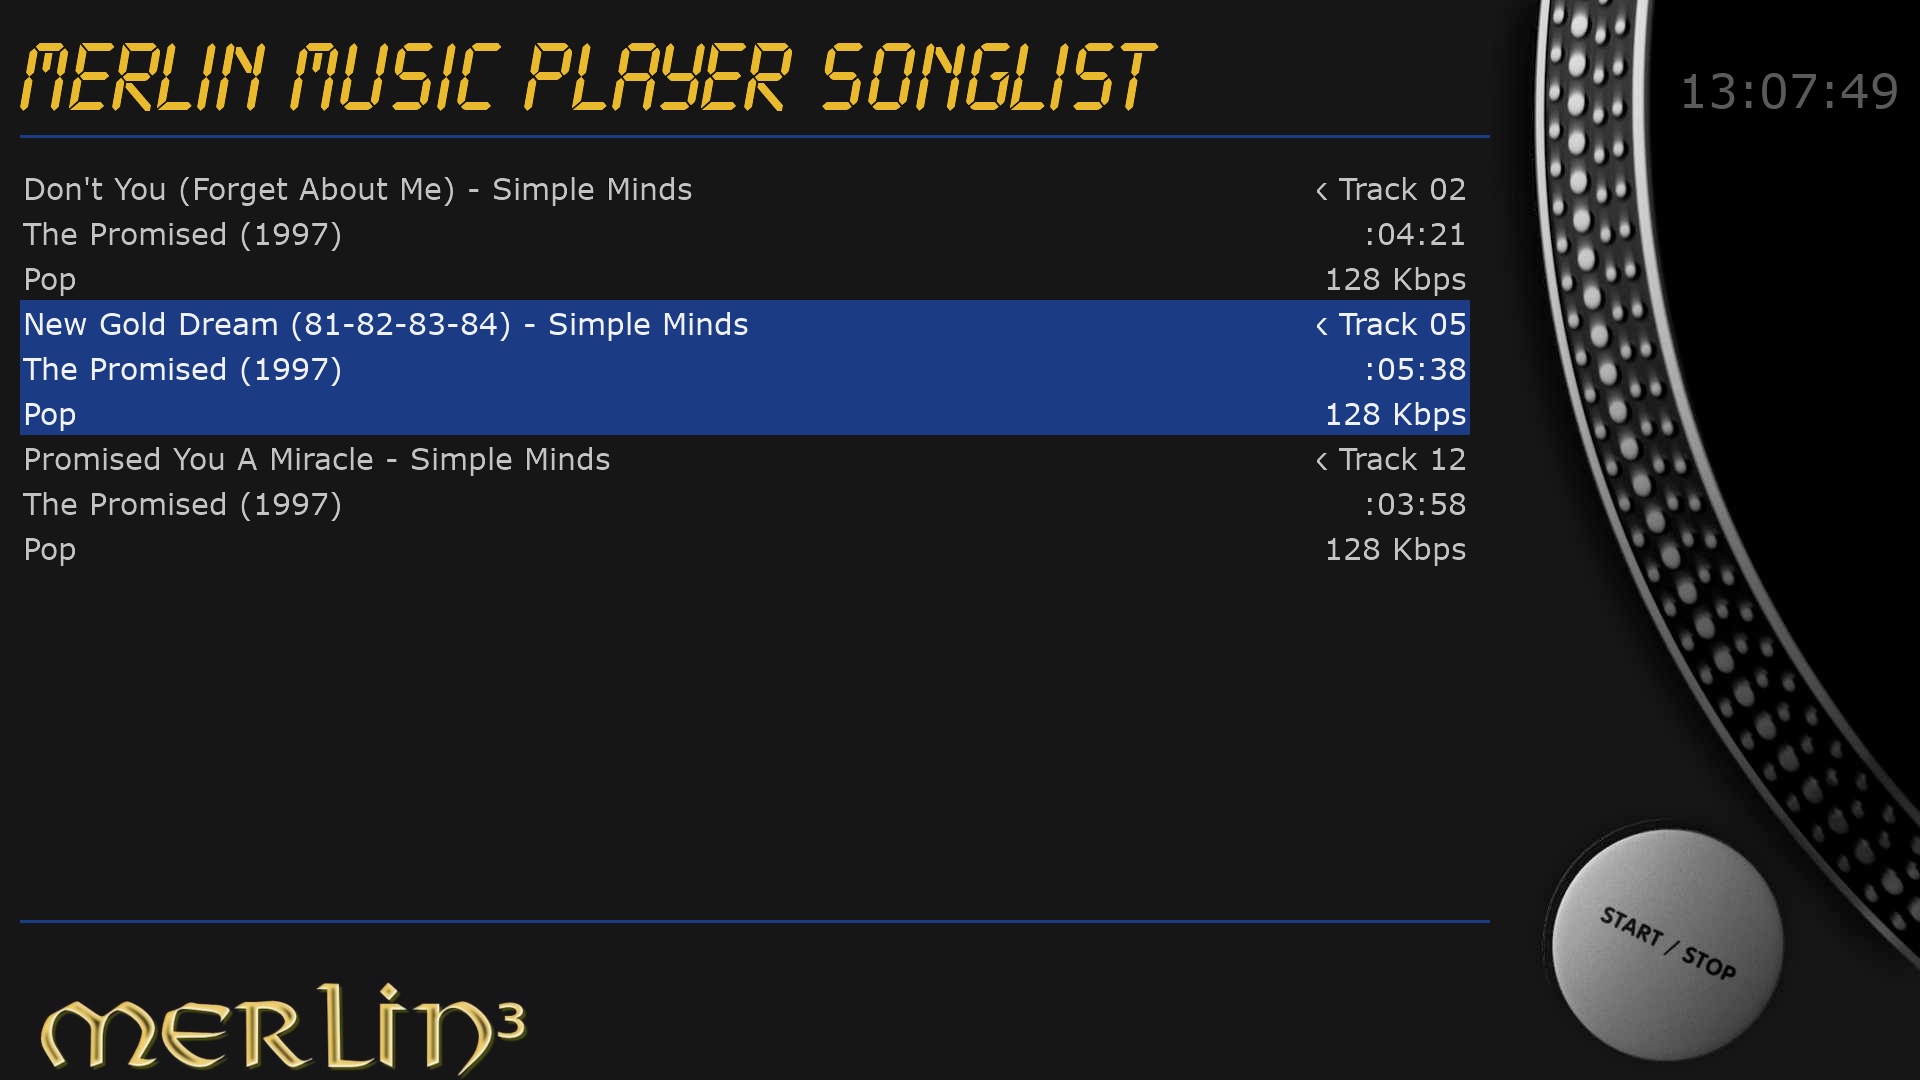 MERLIN MUSIC PLAYER SONGLIST
13:07:49
Don't You (Forget About Me) - Simple Minds ‹ Track 02
The Promised (1997) :04:21
Pop 128 Kbps
New Gold Dream (81-82-83-84) - Simple Minds ‹ Track 05
The Promised (1997) :05:38
Pop 128 Kbps
Promised You A Miracle - Simple Minds ‹ Track 12
The Promised (1997) :03:58
Pop 128 Kbps
START / STOP
merlin³